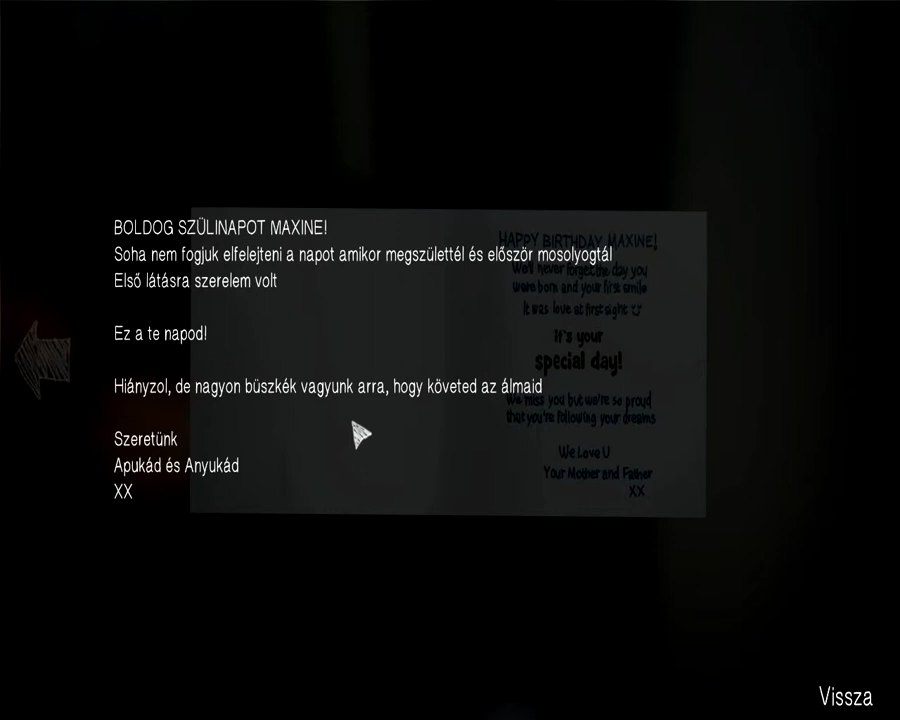 BOLDOG SZÜLINAPOT MAXINE!
Soha nem fogjuk elfelejteni a napot amikor megszülettél és először mosolyogtál
Első látásra szerelem volt
Ez a te napod!
Hiányzol, de nagyon büszkék vagyunk arra, hogy követed az álmaid
Szeretünk
Apukád és Anyukád
XX
HAPPY BIRTHDAY MAXINE!
We'll never forget the day you
were born and your first smile
It was love at first sight
it's your
special day!
We miss you but we're so proud
that you're following your dreams
We Love U
Your Mother and Father
XX
Vissza